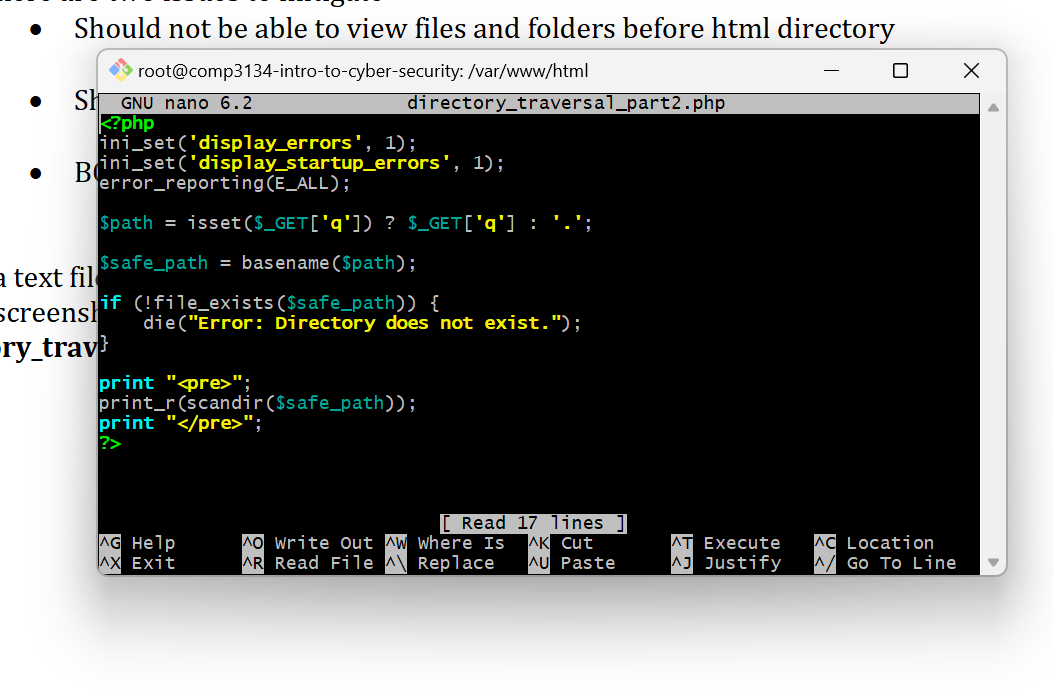 Should not be able to view files and folders before html directory
root@comp3134-intro-to-cyber-security: /var/www/html
Sh
GNU nano 6.2 directory_traversal_part2.php
<?php
ini_set('display_errors', 1);
ini_set('display_startup_errors', 1);
error_reporting(E_ALL);
$path = isset($_GET['q']) ? $_GET['q'] : '.';
$safe_path = basename($path);
a text file
if (!file_exists($safe_path)) {
screensh
die("Error: Directory does not exist.");
ory_trav
}
print "<pre>";
print_r(scandir($safe_path));
print "</pre>";
?>
[ Read 17 lines ]
^G Help ^O Write Out ^W Where Is ^K Cut ^T Execute ^C Location
^X Exit ^R Read File ^\ Replace ^U Paste ^J Justify ^/ Go To Line